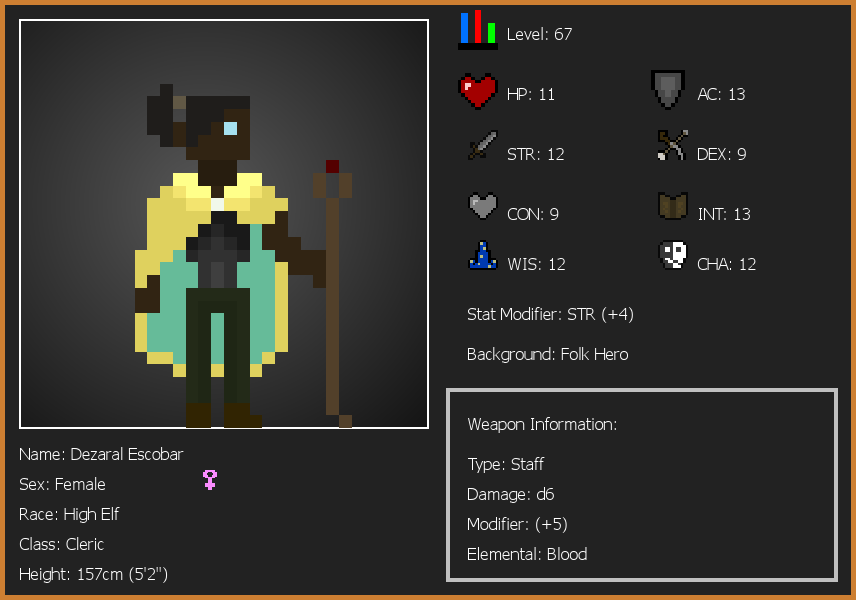 Level: 67
HP: 11
AC: 13
STR: 12
DEX: 9
CON: 9
INT: 13
WIS: 12
CHA: 12
Stat Modifier: STR (+4)
Background: Folk Hero
Weapon Information:
Type: Staff
Damage: d6
Modifier: (+5)
Elemental: Blood
Name: Dezaral Escobar
Sex: Female
Race: High Elf
Class: Cleric
Height: 157cm (5'2")